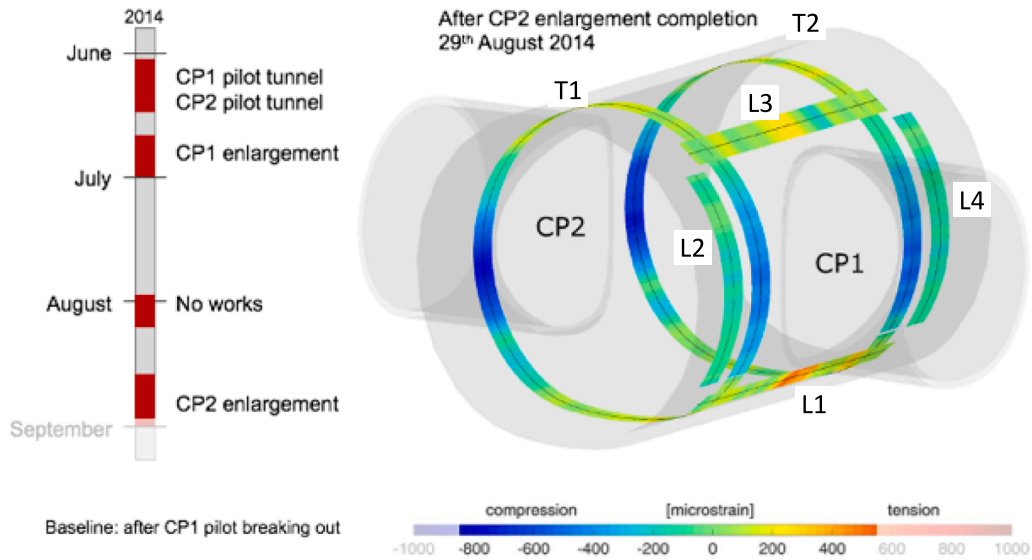 2014
June
CP1 pilot tunnel
CP2 pilot tunnel
CP1 enlargement
July
August
No works
CP2 enlargement
September
Baseline: after CP1 pilot breaking out
After CP2 enlargement completion
29th August 2014
T2
T1
L3
L4
CP2
L2
CP1
L1
compression [microstrain] tension
-1000 -800 -600 -400 -200 0 200 400 600 800 1000